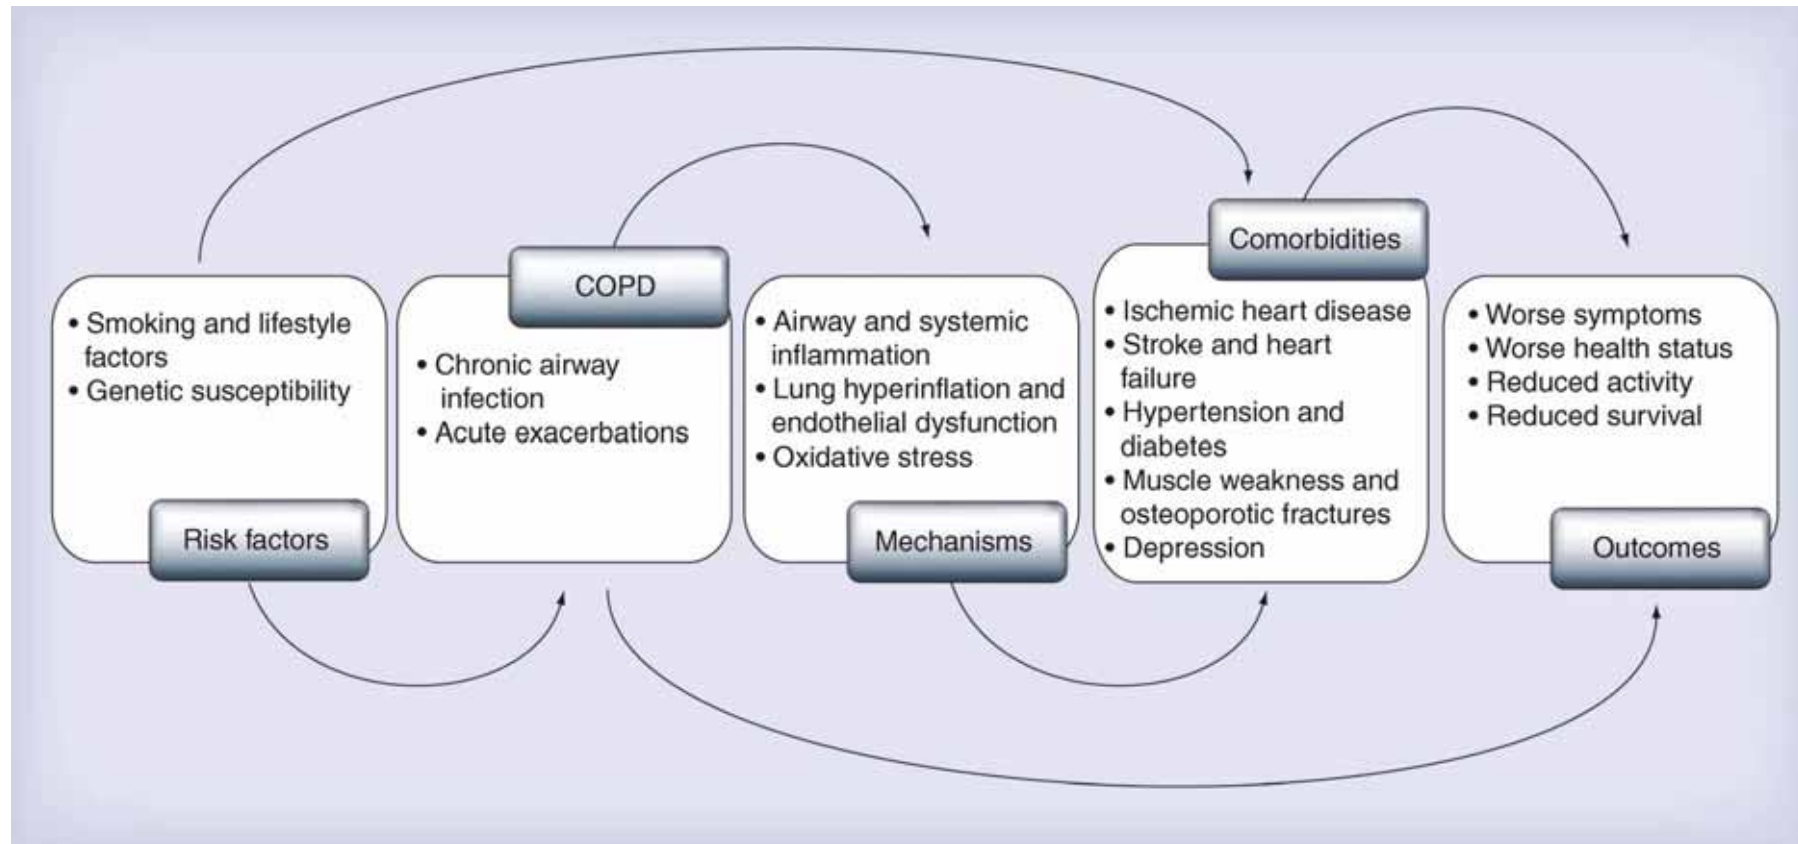 • Smoking and lifestyle
factors
• Genetic susceptibility
Risk factors
COPD
• Chronic airway
infection
• Acute exacerbations
• Airway and systemic
inflammation
• Lung hyperinflation and
endothelial dysfunction
• Oxidative stress
Mechanisms
Comorbidities
• Ischemic heart disease
• Stroke and heart
failure
• Hypertension and
diabetes
• Muscle weakness and
osteoporotic fractures
• Depression
• Worse symptoms
• Worse health status
• Reduced activity
• Reduced survival
Outcomes